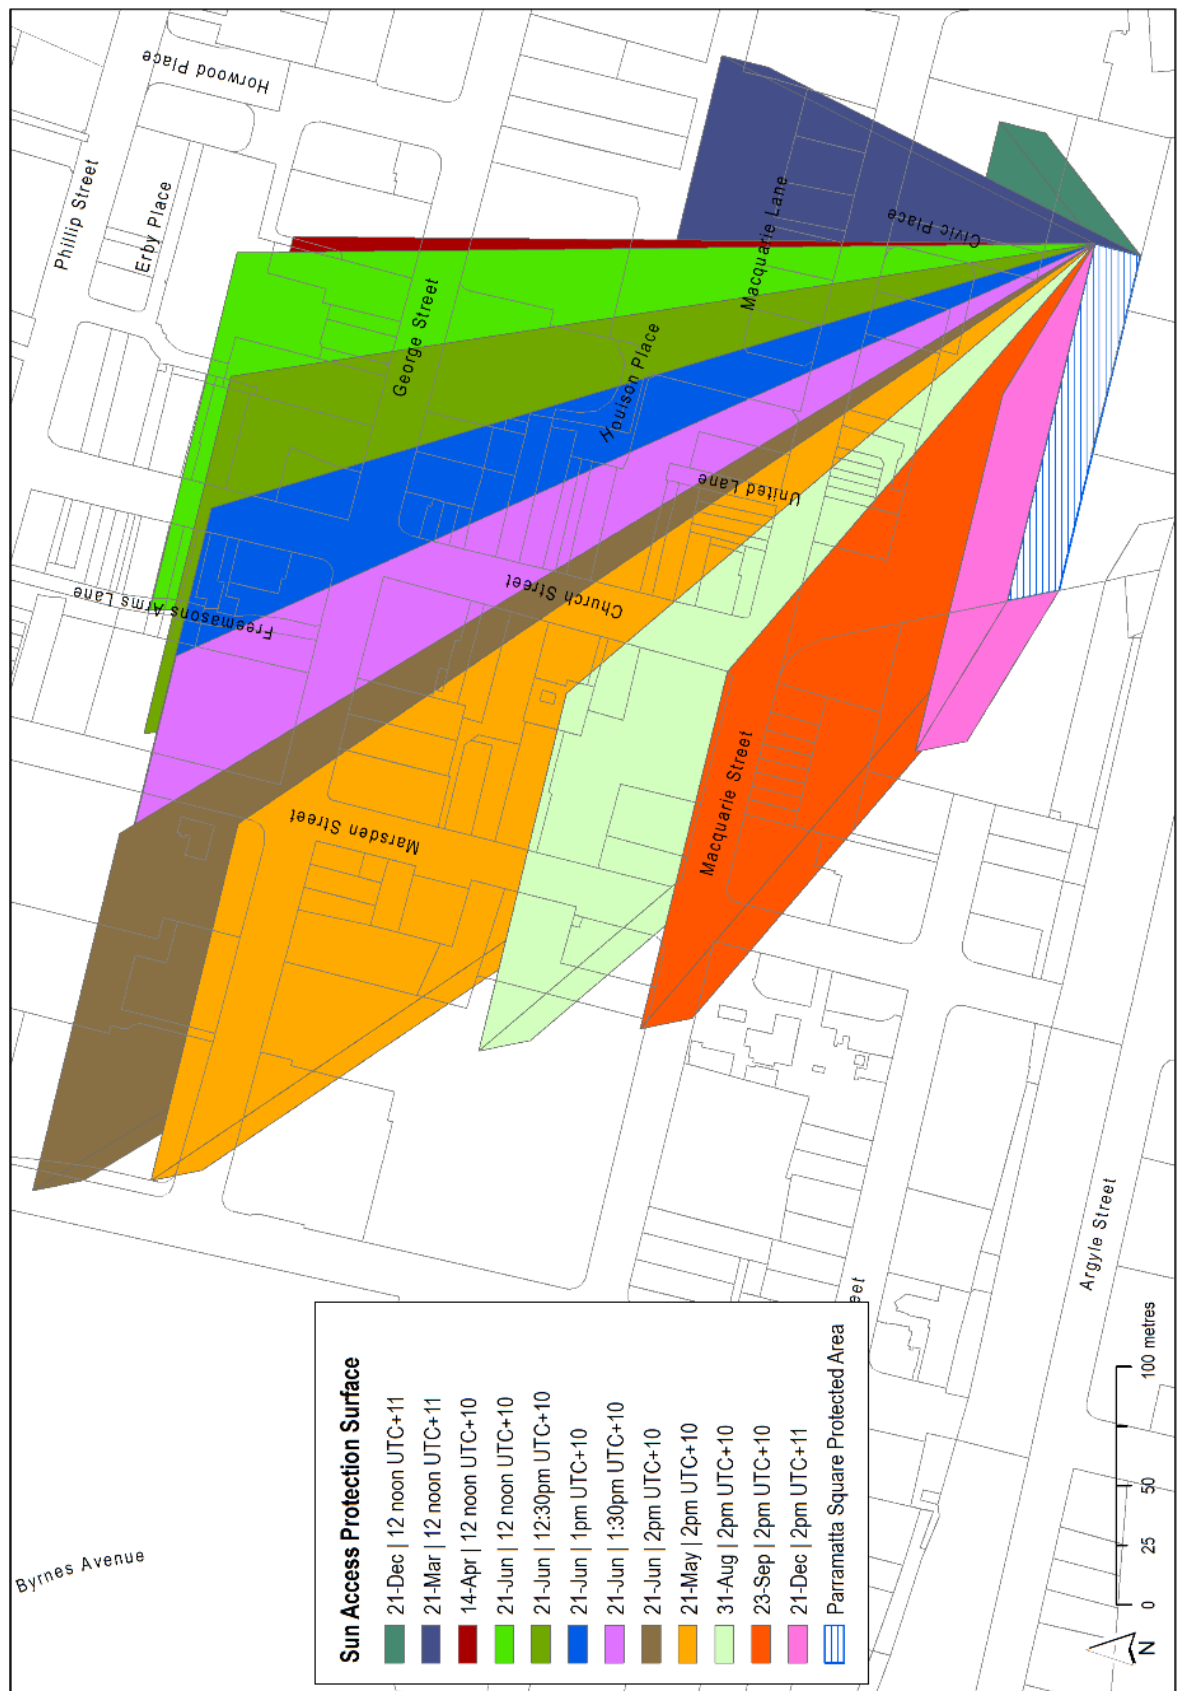 Horwood Place
Phillip Street
Erby Place
Civic Place
Macquarie Lane
George Street
Houison Place
United Lane
Church Street
Freemasons Arms Lane
Marsden Street
Macquarie Street
Argyle Street
eet
Byrnes Avenue
Sun Access Protection Surface
21-Dec | 12 noon UTC+11
21-Mar | 12 noon UTC+11
14-Apr | 12 noon UTC+10
21-Jun | 12 noon UTC+10
21-Jun | 12:30pm UTC+10
21-Jun | 1pm UTC+10
21-Jun | 1:30pm UTC+10
21-Jun | 2pm UTC+10
21-May | 2pm UTC+10
31-Aug | 2pm UTC+10
23-Sep | 2pm UTC+10
21-Dec | 2pm UTC+11
Parramatta Square Protected Area
0 25 50 100 metres
N